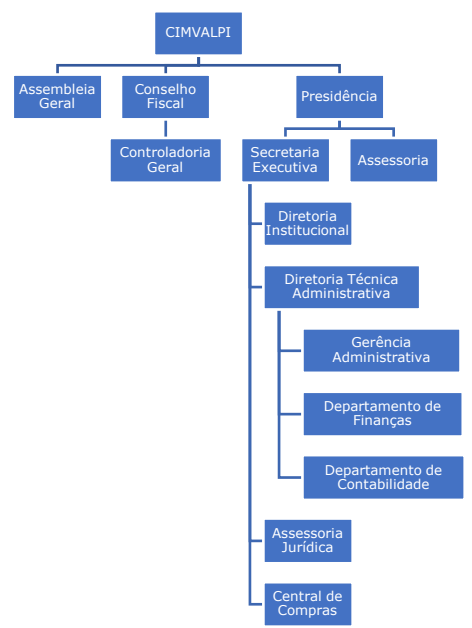 CIMVALPI
Assembleia
Geral
Conselho
Fiscal
Presidência
Controladoria
Geral
Secretaria
Executiva
Assessoria
Diretoria
Institucional
Diretoria Técnica
Administrativa
Gerência
Administrativa
Departamento de
Finanças
Departamento de
Contabilidade
Assessoria
Jurídica
Central de
Compras